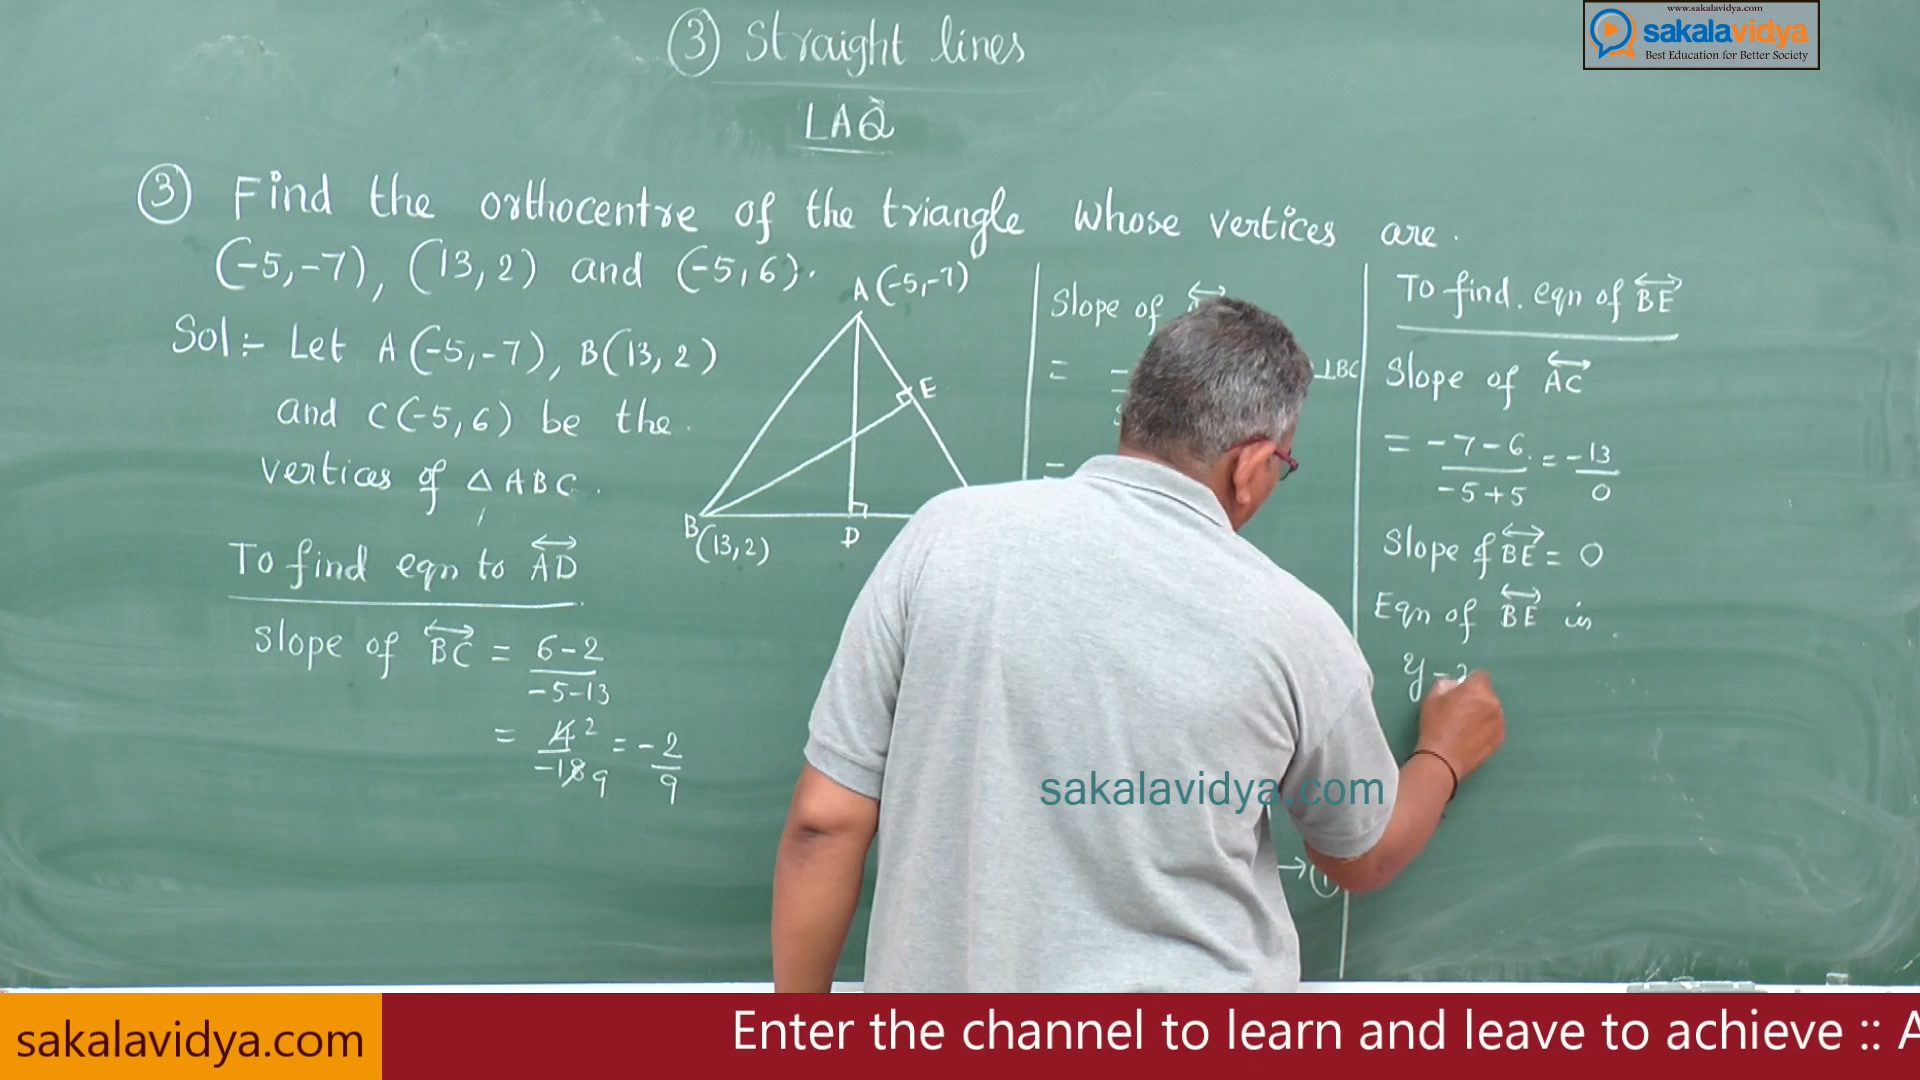 ③ Straight lines
LAQ
www.sakalavidya.com
sakalavidya
Best Education for Better Society
③ Find the orthocentre of the triangle whose vertices are.
(-5,-7), (13,2) and (-5,6).
Sol:- Let A(-5,-7), B(13,2)
and C(-5,6) be the.
vertices of △ABC.
To find eqn to AD
slope of BC = 6-2 / -5-13
= 4 2 / -18 9 = -2/9
A(-5,-7)
E
B(13,2)
D
Slope of
=
⊥BC
=
→①
To find. eqn of BE
Slope of AC
= -7-6 / -5+5 = -13/0
Slope of BE = 0
Eqn of BE is.
y-2
sakalavidya.com
sakalavidya.com
Enter the channel to learn and leave to achieve :: A